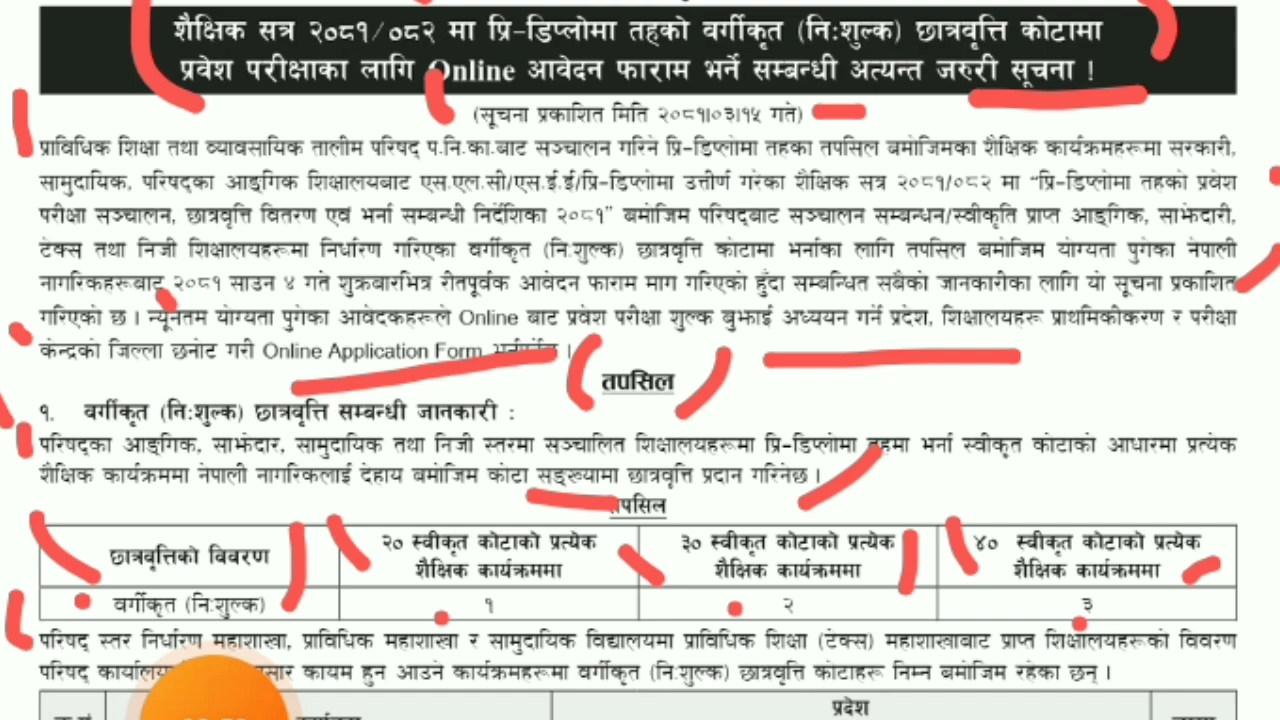 शैक्षिक सत्र २०८१/०८२ मा प्रि-डिप्लोमा तहको वर्गीकृत (नि:शुल्क) छात्रवृत्ति कोटामा
प्रवेश परीक्षाका लागि Online आवेदन फाराम भर्ने सम्बन्धी अत्यन्त जरुरी सूचना !
(सूचना प्रकाशित मिति २०८१।०३।१५ गते)
प्राविधिक शिक्षा तथा व्यावसायिक तालीम परिषद् प.नि.का.बाट सञ्चालन गरिने प्रि-डिप्लोमा तहका तपसिल बमोजिमका शैक्षिक कार्यक्रमहरूमा सरकारी,
सामुदायिक, परिषद्का आङ्गिक शिक्षालयबाट एस.एल.सी/एस.ई.ई/प्रि-डिप्लोमा उत्तीर्ण गरेका शैक्षिक सत्र २०८१/०८२ मा "प्रि-डिप्लोमा तहको प्रवेश
परीक्षा सञ्चालन, छात्रवृत्ति वितरण एवं भर्ना सम्बन्धी निर्देशिका २०८१" बमोजिम परिषद्बाट सञ्चालन सम्बन्धन/स्वीकृति प्राप्त आङ्गिक, साझेदारी,
टेक्स तथा निजी शिक्षालयहरूमा निर्धारण गरिएका वर्गीकृत (नि:शुल्क) छात्रवृत्ति कोटामा भर्नाका लागि तपसिल बमोजिम योग्यता पुगेका नेपाली
नागरिकहरूबाट २०८१ साउन ४ गते शुक्रबारभित्र रीतपूर्वक आवेदन फाराम माग गरिएको हुँदा सम्बन्धित सबैको जानकारीका लागि यो सूचना प्रकाशित
गरिएको छ । न्यूनतम योग्यता पुगेका आवेदकहरूले Online बाट प्रवेश परीक्षा शुल्क बुझाई अध्ययन गर्ने प्रदेश, शिक्षालयहरू प्राथमिकीकरण र परीक्षा
केन्द्रको जिल्ला छनोट गरी Online Application Form ।
तपसिल
१. वर्गीकृत (नि:शुल्क) छात्रवृत्ति सम्बन्धी जानकारी :
परिषद्का आङ्गिक, साझेदार, सामुदायिक तथा निजी स्तरमा सञ्चालित शिक्षालयहरूमा प्रि-डिप्लोमा तहमा भर्ना स्वीकृत कोटाको आधारमा प्रत्येक
शैक्षिक कार्यक्रममा नेपाली नागरिकलाई देहाय बमोजिम कोटा सङ्ख्यामा छात्रवृत्ति प्रदान गरिनेछ ।
तपसिल
छात्रवृत्तिको विवरण
२० स्वीकृत कोटाको प्रत्येक
शैक्षिक कार्यक्रममा
३० स्वीकृत कोटाको प्रत्येक
शैक्षिक कार्यक्रममा
४० स्वीकृत कोटाको प्रत्येक
शैक्षिक कार्यक्रममा
वर्गीकृत (नि:शुल्क) १ २ ३
परिषद् स्तर निर्धारण महाशाखा, प्राविधिक महाशाखा र सामुदायिक विद्यालयमा प्राविधिक शिक्षा (टेक्स) महाशाखाबाट प्राप्त शिक्षालयहरूको विवरण
परिषद् कायम हुन आउने कार्यक्रमहरूमा वर्गीकृत (नि:शुल्क) छात्रवृत्ति कोटाहरू निम्न बमोजिम रहेका छन् ।
प्रदेश